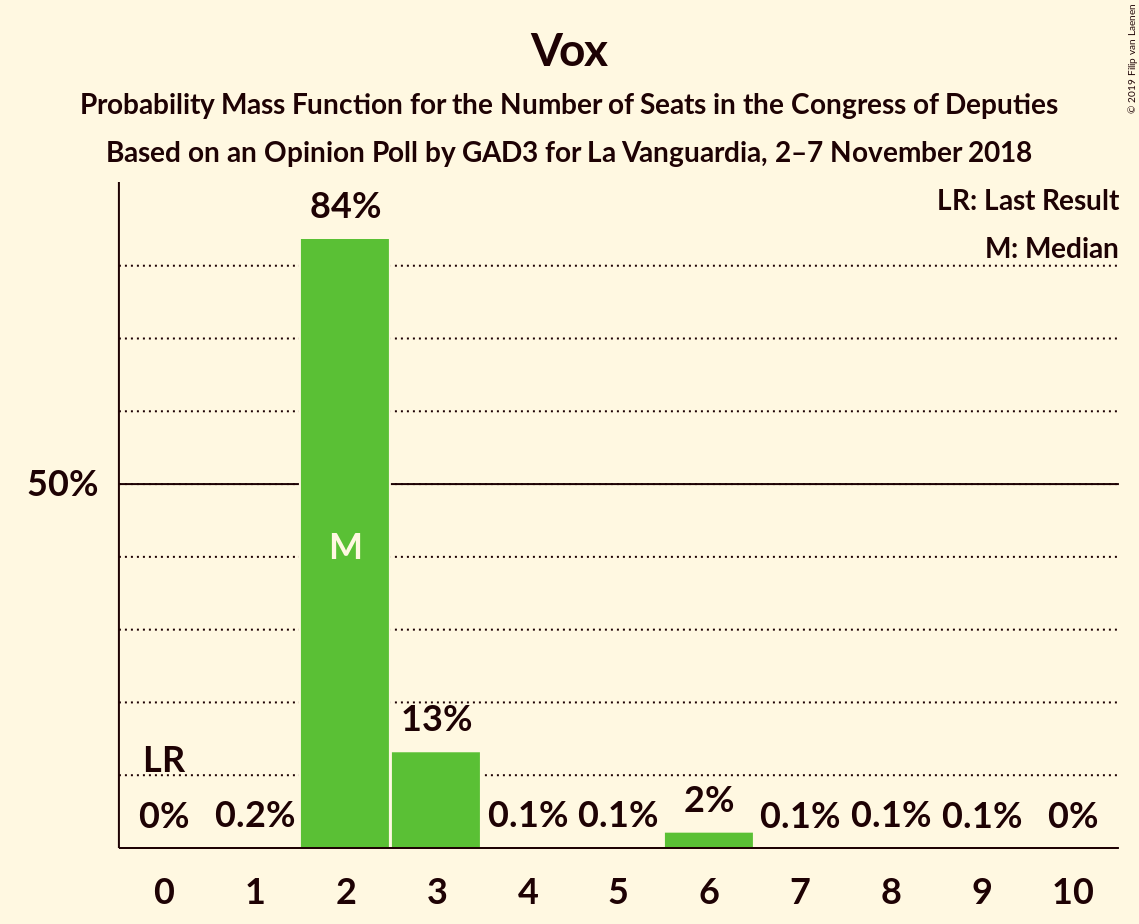 Vox
Probability Mass Function for the Number of Seats in the Congress of Deputies
Based on an Opinion Poll by GAD3 for La Vanguardia, 2–7 November 2018
© 2019 Filip van Laenen
LR: Last Result
M: Median
84%
50%
M
13%
LR
0% 0.2% 0.1% 0.1% 2% 0.1% 0.1% 0.1% 0%
0 1 2 3 4 5 6 7 8 9 10